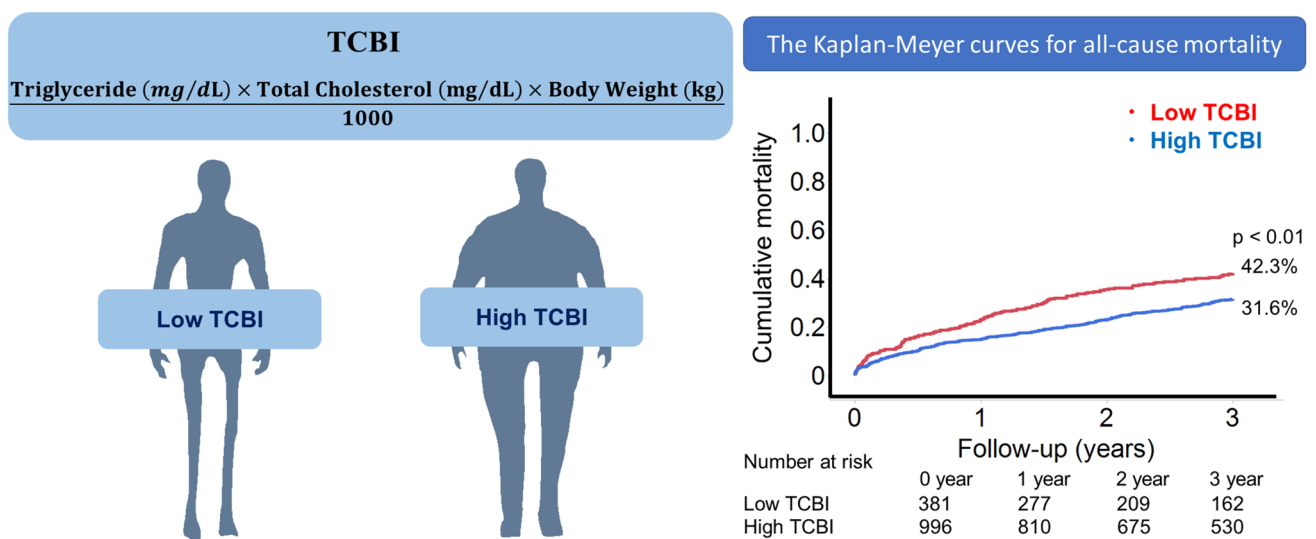 TCBI
Triglyceride (mg/dL) × Total Cholesterol (mg/dL) × Body Weight (kg)
1000
Low TCBI
High TCBI
The Kaplan-Meyer curves for all-cause mortality
Low TCBI
High TCBI
Cumulative mortality
1.0
0.8
0.6
0.4
0.2
0
p < 0.01
42.3%
31.6%
0 1 2 3
Follow-up (years)
Number at risk
0 year 1 year 2 year 3 year
Low TCBI 381 277 209 162
High TCBI 996 810 675 530